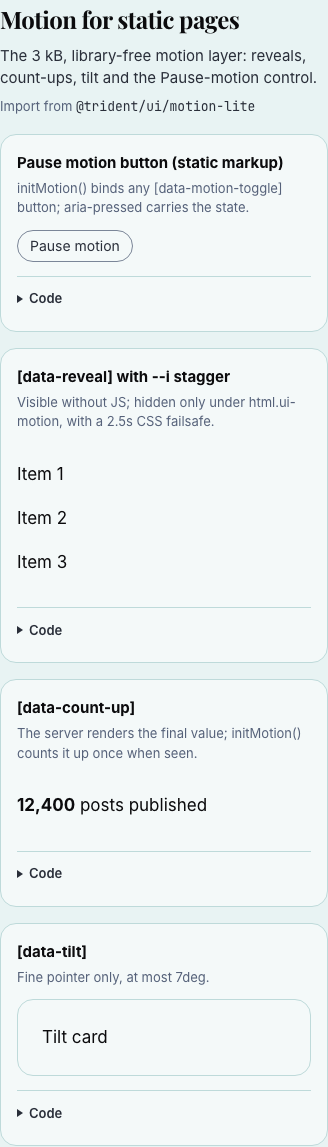 Motion for static pages
The 3 kB, library-free motion layer: reveals,
count-ups, tilt and the Pause-motion control.
Import from @trident/ui/motion-lite
Pause motion button (static markup)
initMotion() binds any [data-motion-toggle]
button; aria-pressed carries the state.
Pause motion
Code
[data-reveal] with --i stagger
Visible without JS; hidden only under html.ui-
motion, with a 2.5s CSS failsafe.
Item 1
Item 2
Item 3
Code
[data-count-up]
The server renders the final value; initMotion()
counts it up once when seen.
12,400 posts published
Code
[data-tilt]
Fine pointer only, at most 7deg.
Tilt card
Code